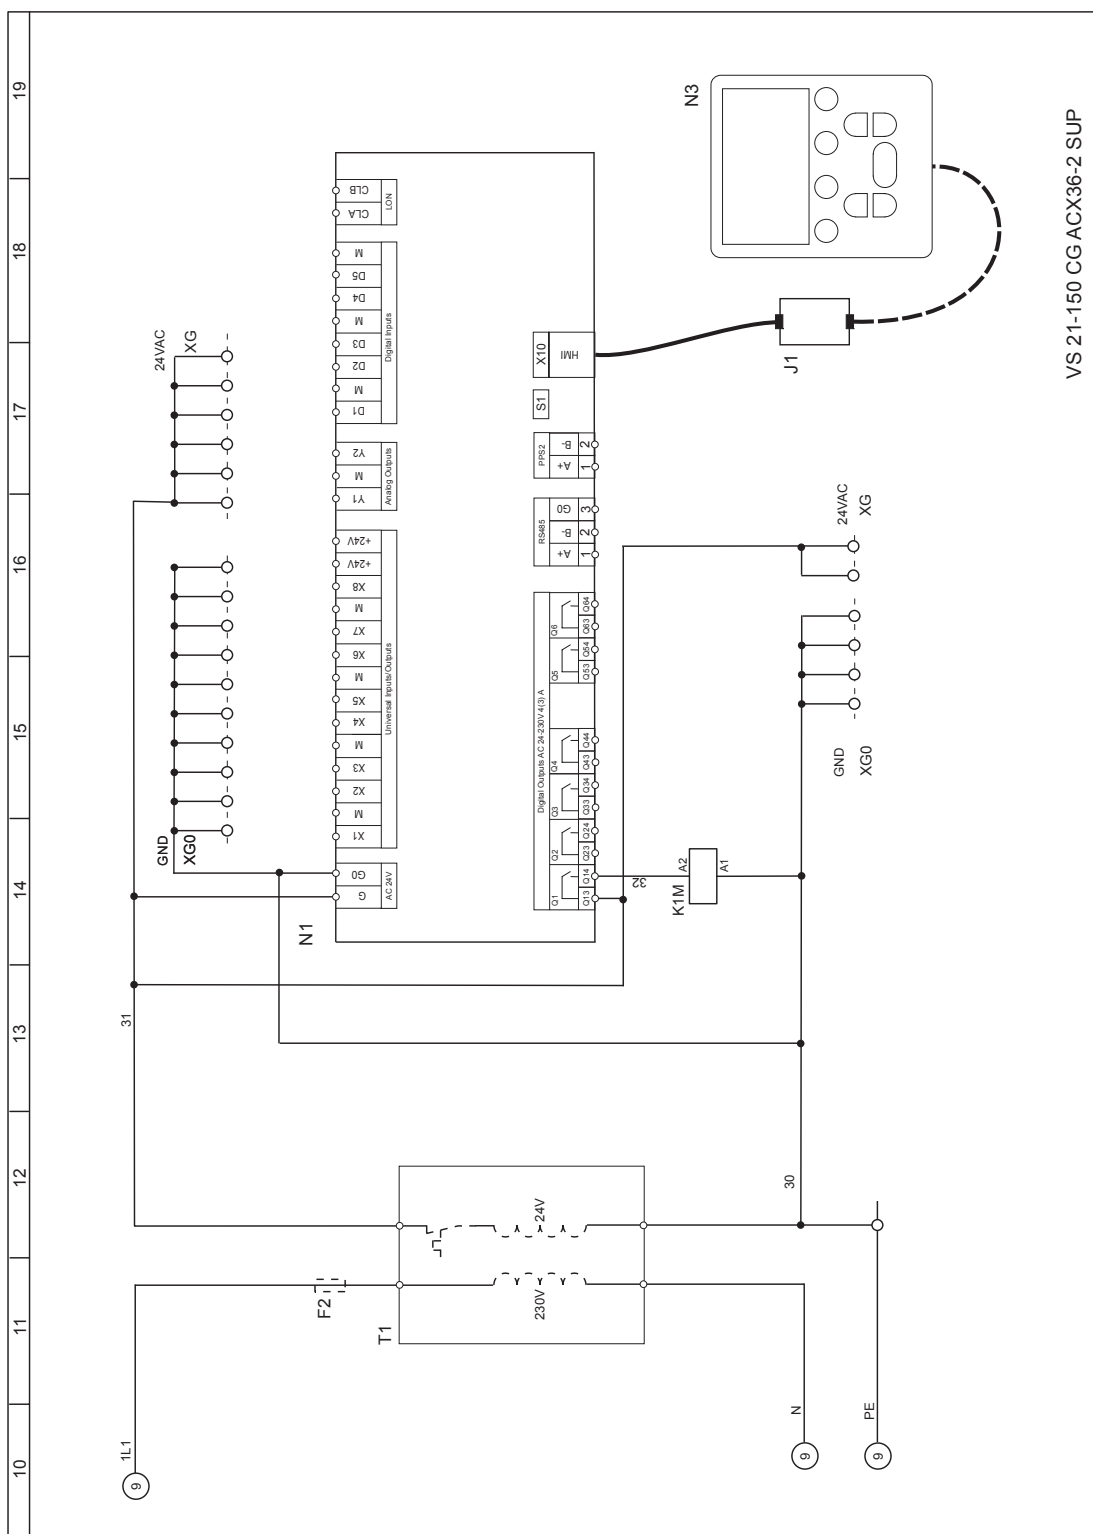 10
11
12
13
14
15
16
17
18
19
9
1L1
F2
T1
230V
24V
9
N
9
PE
30
31
N1
G
G0
AC 24V
GND
XG0
X1
M
X2
X3
M
X4
X5
M
X6
X7
M
X8
+24V
+24V
Universal Inputs/Outputs
Y1
M
Y2
Analog Outputs
D1
M
D2
D3
M
D4
D5
M
Digital Inputs
CLA
CLB
LON
24VAC
XG
Digital Outputs AC 24-230V 4(3) A
Q1
Q2
Q3
Q4
Q5
Q6
Q13
Q14
Q23
Q24
Q33
Q34
Q43
Q44
Q53
Q54
Q63
Q64
RS485
A+
B-
G0
1
2
3
PPS2
A+
B-
1
2
S1
X10
HMI
32
K1M
A2
A1
GND
XG0
24VAC
XG
J1
N3
VS 21-150 CG ACX36-2 SUP